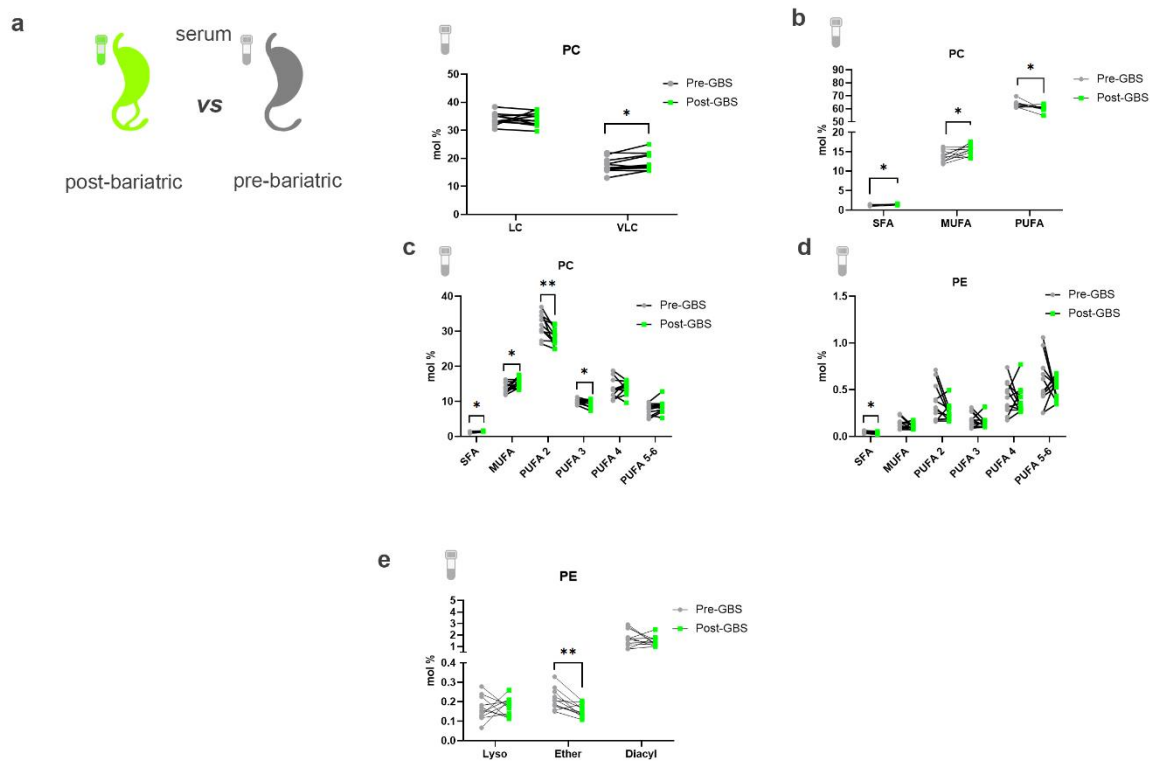 a
serum
vs
post-bariatric
pre-bariatric
PC
Pre-GBS
Post-GBS
mol %
50
40
30
20
10
0
*
LC
VLC
b
PC
Pre-GBS
Post-GBS
mol %
90
80
70
60
50
20
15
10
5
0
*
*
*
SFA
MUFA
PUFA
c
PC
Pre-GBS
Post-GBS
mol %
40
30
20
10
0
*
*
**
*
SFA
MUFA
PUFA 2
PUFA 3
PUFA 4
PUFA 5-6
d
PE
Pre-GBS
Post-GBS
mol %
1.5
1.0
0.5
0.0
*
SFA
MUFA
PUFA 2
PUFA 3
PUFA 4
PUFA 5-6
e
PE
Pre-GBS
Post-GBS
mol %
5
4
3
2
1
0.4
0.3
0.2
0.1
0.0
**
Lyso
Ether
Diacyl